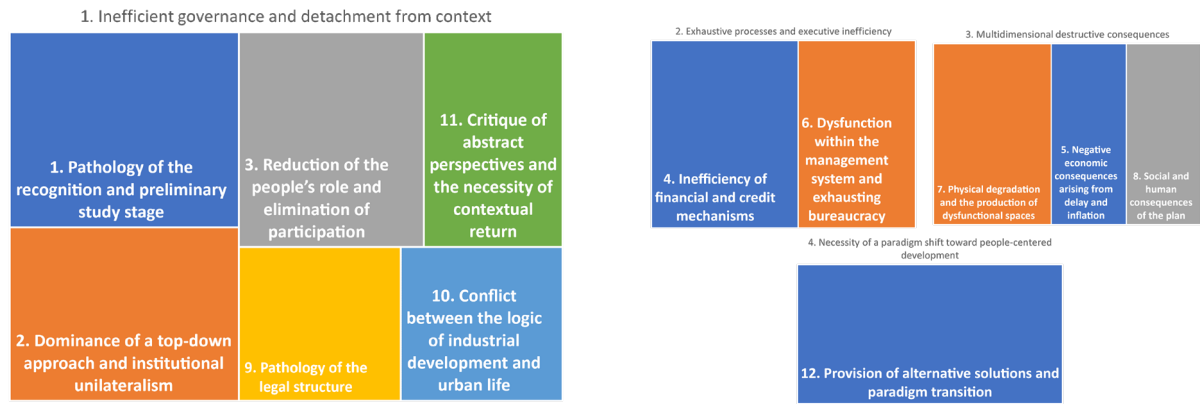 1. Inefficient governance and detachment from context
1. Pathology of the
recognition and preliminary
study stage
3. Reduction of the
people's role and
elimination of
participation
11. Critique of
abstract
perspectives and
the necessity of
contextual
return
2. Dominance of a top-down
approach and institutional
unilateralism
9. Pathology of the
legal structure
10. Conflict
between the logic
of industrial
development and
urban life
2. Exhaustive processes and executive inefficiency
4. Inefficiency of
financial and credit
mechanisms
6. Dysfunction
within the
management
system and
exhausting
bureaucracy
3. Multidimensional destructive consequences
7. Physical degradation
and the production of
dysfunctional spaces
5. Negative
economic
consequences
arising from
delay and
inflation
8. Social and
human
consequences
of the plan
4. Necessity of a paradigm shift toward people-centered
development
12. Provision of alternative solutions and
paradigm transition